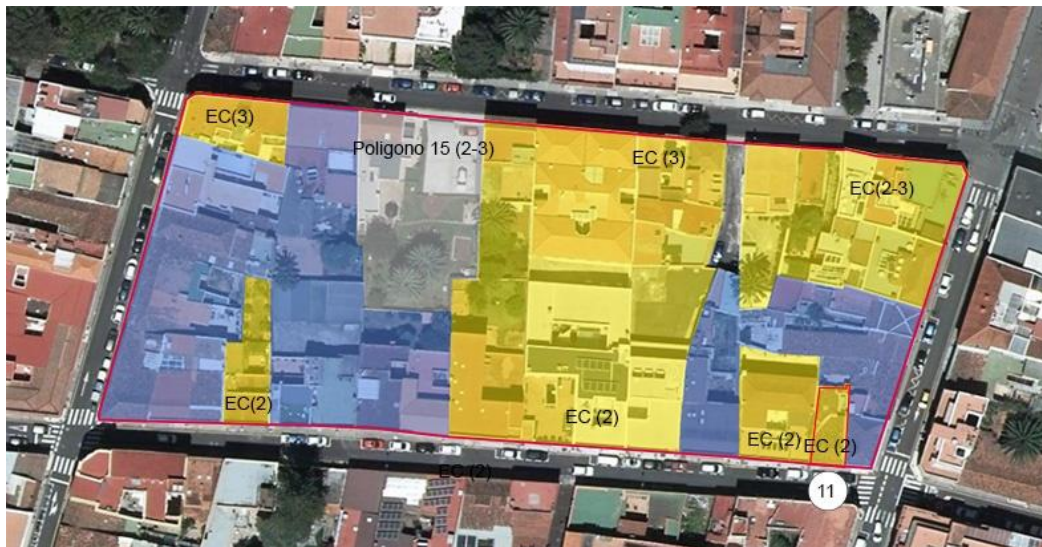 EC(3)
Poligono 15 (2-3)
EC (3)
EC(2-3)
EC(2)
EC (2)
EC (2)
EC (2)
EC (2)
11